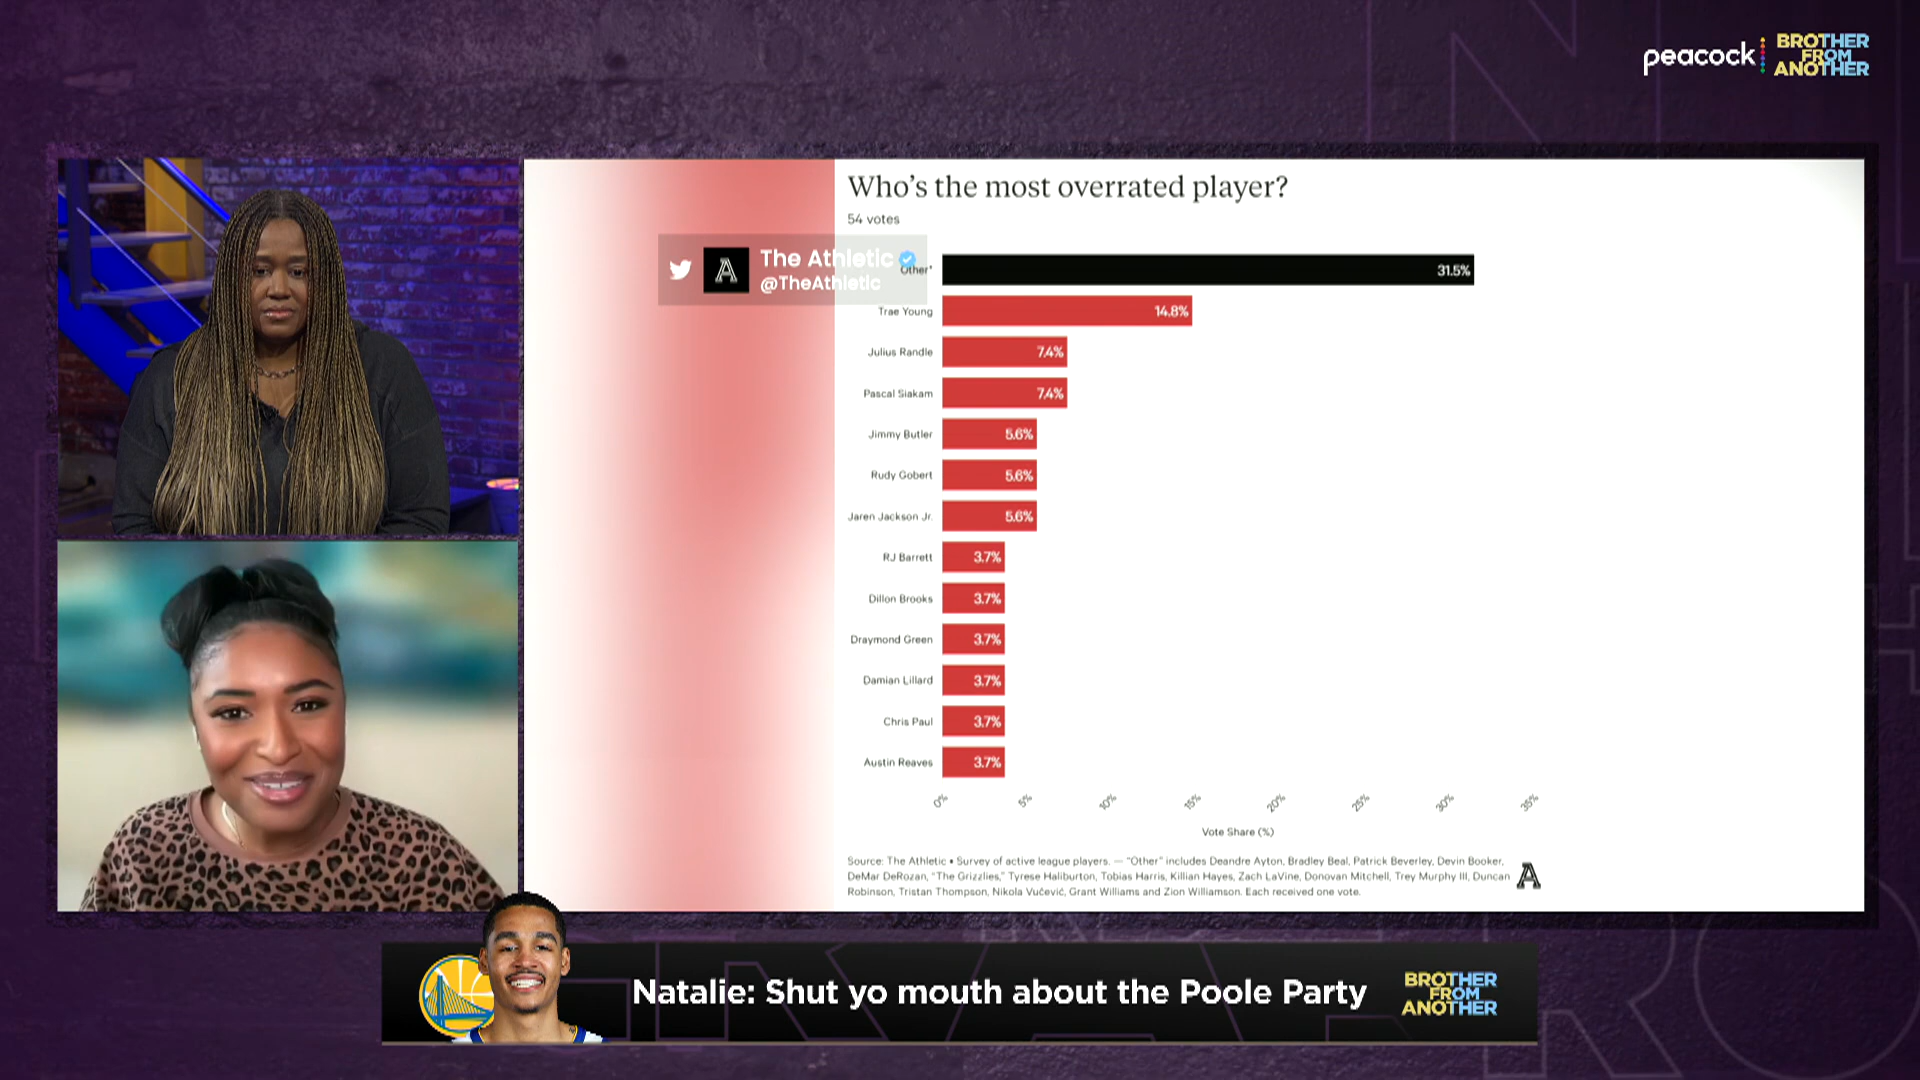 peacock
BROTHER
FROM
ANOTHER
Who's the most overrated player?
54 votes
The Athletic
@TheAthletic
Other* 31.5%
Trae Young 14.8%
Julius Randle 7.4%
Pascal Siakam 7.4%
Jimmy Butler 5.6%
Rudy Gobert 5.6%
Jaren Jackson Jr. 5.6%
RJ Barrett 3.7%
Dillon Brooks 3.7%
Draymond Green 3.7%
Damian Lillard 3.7%
Chris Paul 3.7%
Austin Reaves 3.7%
0% 5% 10% 15% 20% 25% 30% 35%
Vote Share (%)
Source: The Athletic • Survey of active league players. — "Other" includes Deandre Ayton, Bradley Beal, Patrick Beverley, Devin Booker,
DeMar DeRozan, "The Grizzlies," Tyrese Haliburton, Tobias Harris, Killian Hayes, Zach LaVine, Donovan Mitchell, Trey Murphy III, Duncan
Robinson, Tristan Thompson, Nikola Vučević, Grant Williams and Zion Williamson. Each received one vote.
Natalie: Shut yo mouth about the Poole Party
BROTHER
FROM
ANOTHER